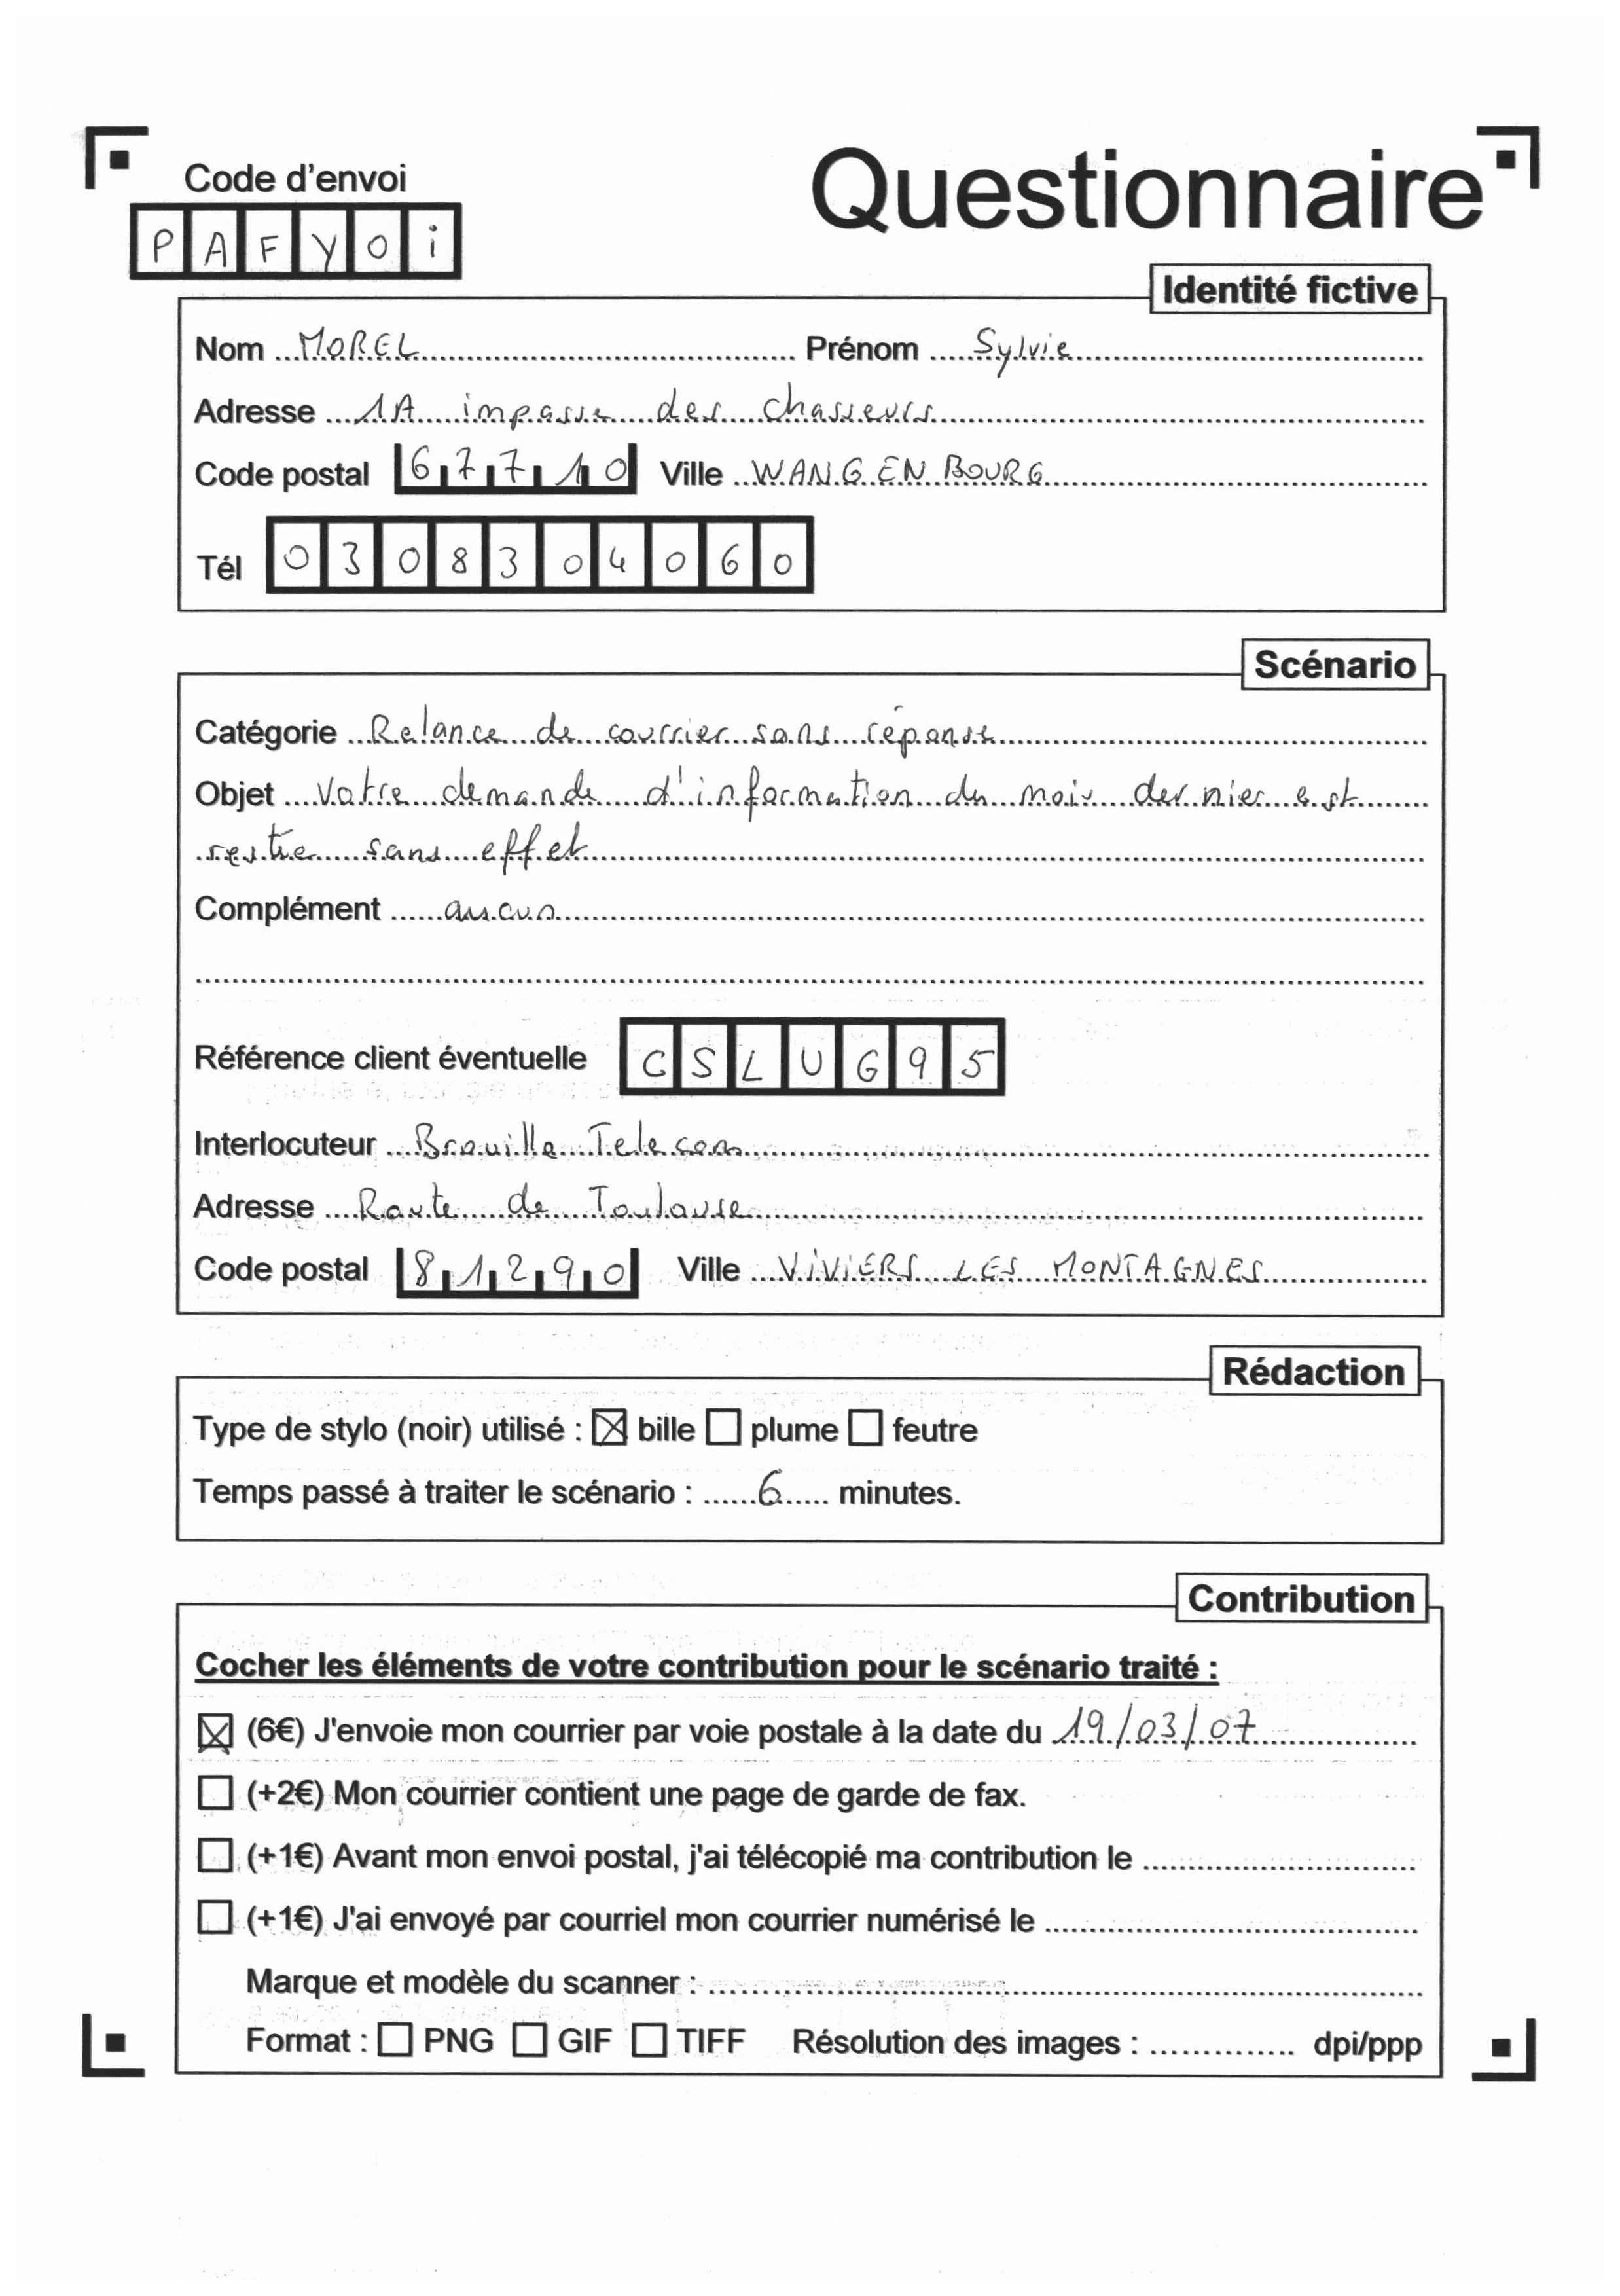 Code d'envoi
Questionnaire
P A F Y O i
Identité fictive
Nom MOREL Prénom Sylvie
Adresse 1A impasse des chasseurs
Code postal 67710 Ville WANGENBOURG
Tél 0308304060
Scénario
Catégorie Relance de courrier sans réponse
Objet Votre demande d'information du mois dernier est
restée sans effet
Complément aucun
Référence client éventuelle CSLUG95
Interlocuteur Brouille Telecom
Adresse Route de Toulouse
Code postal 81290 Ville ViViERS LES MONTAGNES
Rédaction
Type de stylo (noir) utilisé : ☒ bille ☐ plume ☐ feutre
Temps passé à traiter le scénario : 6 minutes.
Contribution
Cocher les éléments de votre contribution pour le scénario traité :
☒ (6€) J'envoie mon courrier par voie postale à la date du 19/03/07
☐ (+2€) Mon courrier contient une page de garde de fax.
☐ (+1€) Avant mon envoi postal, j'ai télécopié ma contribution le
☐ (+1€) J'ai envoyé par courriel mon courrier numérisé le
Marque et modèle du scanner :
Format : ☐ PNG ☐ GIF ☐ TIFF Résolution des images : dpi/ppp